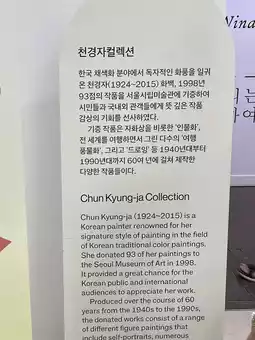 천경자컬렉션
한국 채색화 분야에서 독자적인 화풍을 일궈
온 천경자(1924~2015) 화백, 1998년
93점의 작품을 서울시립미술관에 기증하여
시민들과 국내외 관객들에게 뜻 깊은 작품
감상의 기회를 선사하였다.
기증 작품은 자화상을 비롯한 '인물화',
전 세계를 여행하면서 그린 다수의 '여행
풍물화', 그리고 '드로잉' 등 1940년대부터
1990년대까지 60여 년에 걸쳐 제작한
다양한 작품들이다.
Chun Kyung-ja Collection
Chun Kyung-ja (1924~2015) is a
Korean painter renowned for her
signature style of painting in the field
of Korean traditional color paintings.
She donated 93 of her paintings to
the Seoul Museum of Art in 1998.
It provided a great chance for the
Korean public and international
audiences to appreciate her work.
Produced over the course of 60
years from the 1940s to the 1990s,
the donated works consist of a range
of different figure paintings that
include self-portraits, numerous
Wina